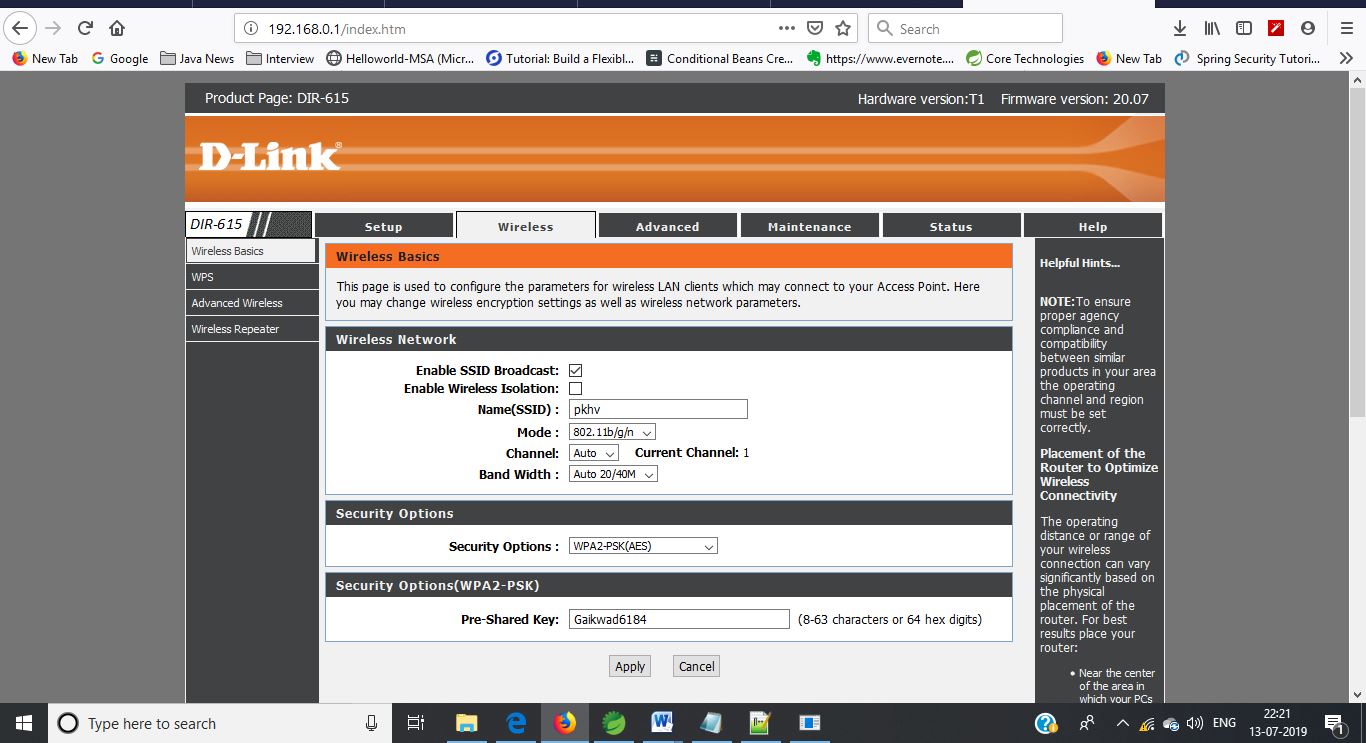 192.168.0.1/index.htm
Search
New Tab
Google
Java News
Interview
Helloworld-MSA (Micr...
Tutorial: Build a Flexibl...
Conditional Beans Cre...
https://www.evernote....
Core Technologies
New Tab
Spring Security Tutori...
Product Page: DIR-615
Hardware version:T1 Firmware version: 20.07
D-Link®
DIR-615
Setup
Wireless
Advanced
Maintenance
Status
Help
Wireless Basics
WPS
Advanced Wireless
Wireless Repeater
Wireless Basics
This page is used to configure the parameters for wireless LAN clients which may connect to your Access Point. Here
you may change wireless encryption settings as well as wireless network parameters.
Wireless Network
Enable SSID Broadcast:
Enable Wireless Isolation:
Name(SSID) : pkhv
Mode : 802.11b/g/n
Channel: Auto Current Channel: 1
Band Width : Auto 20/40M
Security Options
Security Options : WPA2-PSK(AES)
Security Options(WPA2-PSK)
Pre-Shared Key: Gaikwad6184 (8-63 characters or 64 hex digits)
Apply
Cancel
Helpful Hints...
NOTE:To ensure
proper agency
compliance and
compatibility
between similar
products in your area
the operating
channel and region
must be set
correctly.
Placement of the
Router to Optimize
Wireless
Connectivity
The operating
distance or range of
your wireless
connection can vary
significantly based on
the physical
placement of the
router. For best
results place your
router:
• Near the center
of the area in
which your PCs
Type here to search
ENG
22:21
13-07-2019
1